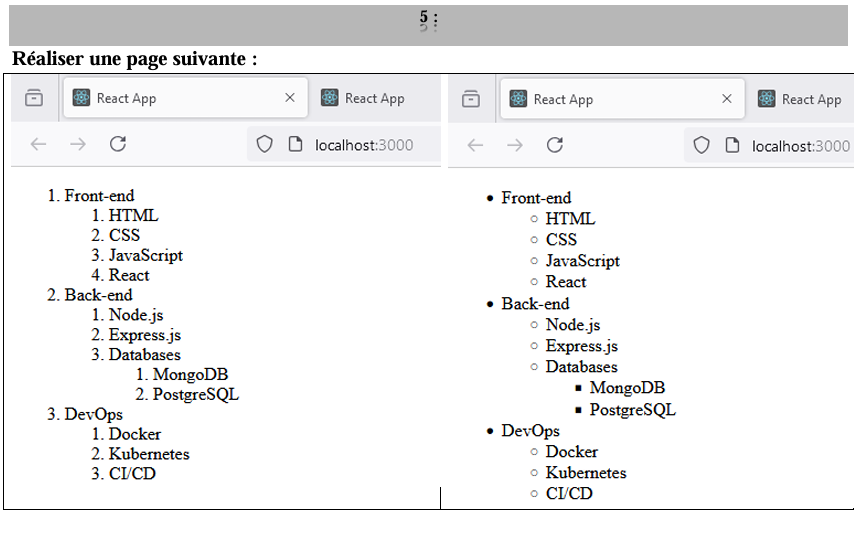 5 :
Réaliser une page suivante :
React App
React App
localhost:3000
1. Front-end
1. HTML
2. CSS
3. JavaScript
4. React
2. Back-end
1. Node.js
2. Express.js
3. Databases
1. MongoDB
2. PostgreSQL
3. DevOps
1. Docker
2. Kubernetes
3. CI/CD
React App
React App
localhost:3000
• Front-end
◦ HTML
◦ CSS
◦ JavaScript
◦ React
• Back-end
◦ Node.js
◦ Express.js
◦ Databases
▪ MongoDB
▪ PostgreSQL
• DevOps
◦ Docker
◦ Kubernetes
◦ CI/CD